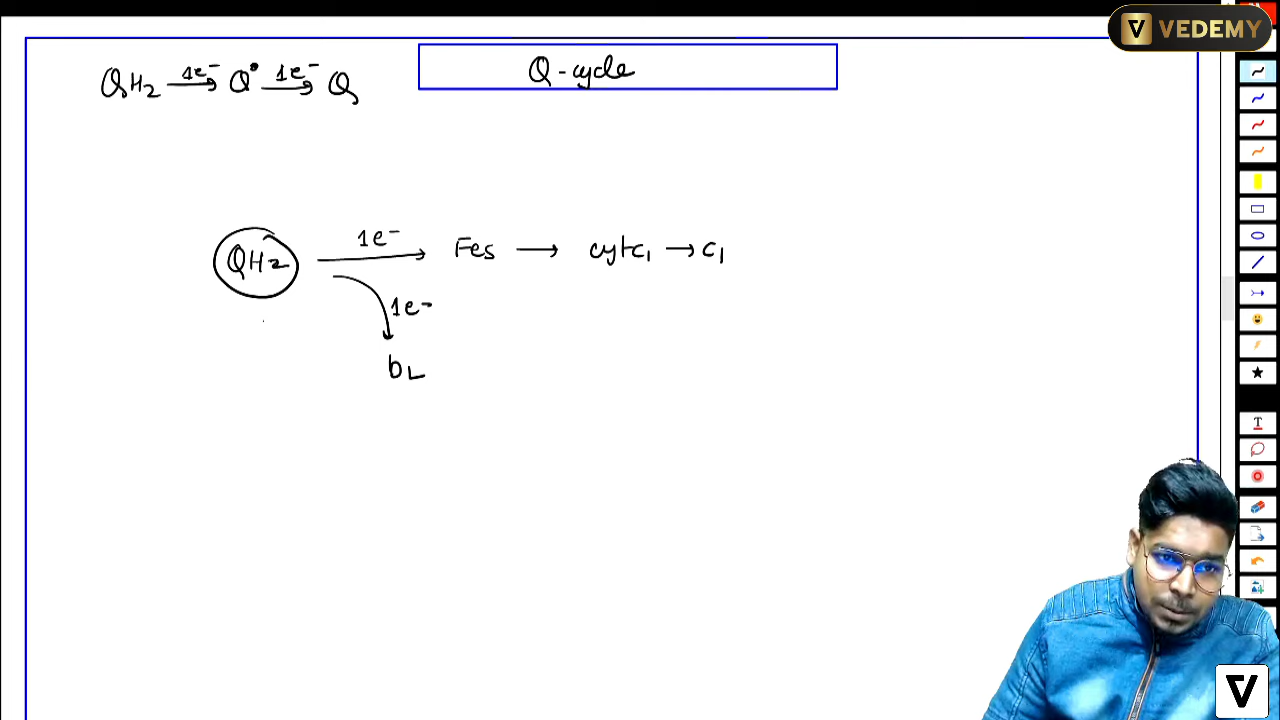 VEDEMY
Q-cycle
QH2 1e- → Q• 1e- → Q
QH2 1e- → Fes → cytc1 → c1
1e-
bL
T